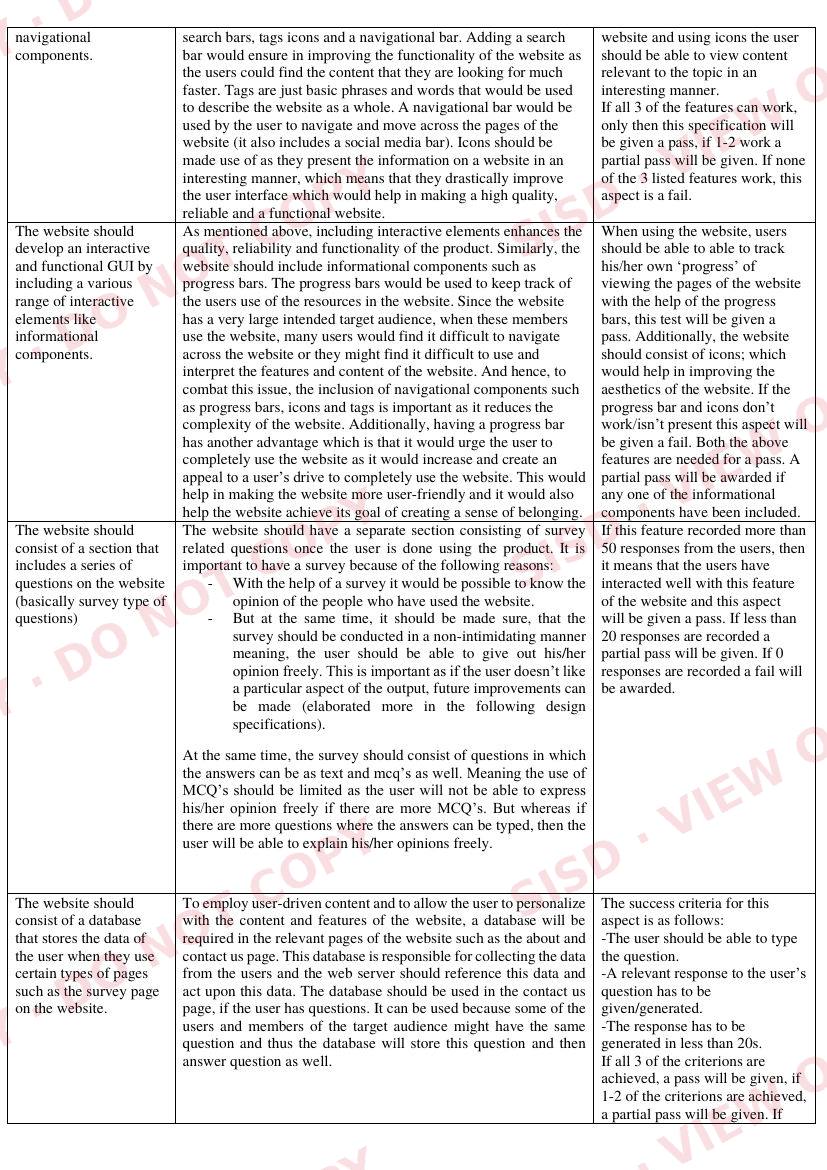 navigational
components.
search bars, tags icons and a navigational bar. Adding a search
bar would ensure in improving the functionality of the website as
the users could find the content that they are looking for much
faster. Tags are just basic phrases and words that would be used
to describe the website as a whole. A navigational bar would be
used by the user to navigate and move across the pages of the
website (it also includes a social media bar). Icons should be
made use of as they present the information on a website in an
interesting manner, which means that they drastically improve
the user interface which would help in making a high quality,
reliable and a functional website.
website and using icons the user
should be able to view content
relevant to the topic in an
interesting manner.
If all 3 of the features can work,
only then this specification will
be given a pass, if 1-2 work a
partial pass will be given. If none
of the 3 listed features work, this
aspect is a fail.
The website should
develop an interactive
and functional GUI by
including a various
range of interactive
elements like
informational
components.
As mentioned above, including interactive elements enhances the
quality, reliability and functionality of the product. Similarly, the
website should include informational components such as
progress bars. The progress bars would be used to keep track of
the users use of the resources in the website. Since the website
has a very large intended target audience, when these members
use the website, many users would find it difficult to navigate
across the website or they might find it difficult to use and
interpret the features and content of the website. And hence, to
combat this issue, the inclusion of navigational components such
as progress bars, icons and tags is important as it reduces the
complexity of the website. Additionally, having a progress bar
has another advantage which is that it would urge the user to
completely use the website as it would increase and create an
appeal to a user's drive to completely use the website. This would
help in making the website more user-friendly and it would also
help the website achieve its goal of creating a sense of belonging.
When using the website, users
should be able to able to track
his/her own ‘progress’ of
viewing the pages of the website
with the help of the progress
bars, this test will be given a
pass. Additionally, the website
should consist of icons; which
would help in improving the
aesthetics of the website. If the
progress bar and icons don’t
work/isn’t present this aspect will
be given a fail. Both the above
features are needed for a pass. A
partial pass will be awarded if
any one of the informational
components have been included.
The website should
consist of a section that
includes a series of
questions on the website
(basically survey type of
questions)
The website should have a separate section consisting of survey
related questions once the user is done using the product. It is
important to have a survey because of the following reasons:
- With the help of a survey it would be possible to know the
opinion of the people who have used the website.
- But at the same time, it should be made sure, that the
survey should be conducted in a non-intimidating manner
meaning, the user should be able to give out his/her
opinion freely. This is important as if the user doesn’t like
a particular aspect of the output, future improvements can
be made (elaborated more in the following design
specifications).
At the same time, the survey should consist of questions in which
the answers can be as text and mcq’s as well. Meaning the use of
MCQ’s should be limited as the user will not be able to express
his/her opinion freely if there are more MCQ’s. But whereas if
there are more questions where the answers can be typed, then the
user will be able to explain his/her opinions freely.
If this feature recorded more than
50 responses from the users, then
it means that the users have
interacted well with this feature
of the website and this aspect
will be given a pass. If less than
20 responses are recorded a
partial pass will be given. If 0
responses are recorded a fail will
be awarded.
The website should
consist of a database
that stores the data of
the user when they use
certain types of pages
such as the survey page
on the website.
To employ user-driven content and to allow the user to personalize
with the content and features of the website, a database will be
required in the relevant pages of the website such as the about and
contact us page. This database is responsible for collecting the data
from the users and the web server should reference this data and
act upon this data. The database should be used in the contact us
page, if the user has questions. It can be used because some of the
users and members of the target audience might have the same
question and thus the database will store this question and then
answer question as well.
The success criteria for this
aspect is as follows:
-The user should be able to type
the question.
-A relevant response to the user’s
question has to be
given/generated.
-The response has to be
generated in less than 20s.
If all 3 of the criterions are
achieved, a pass will be given, if
1-2 of the criterions are achieved,
a partial pass will be given. If